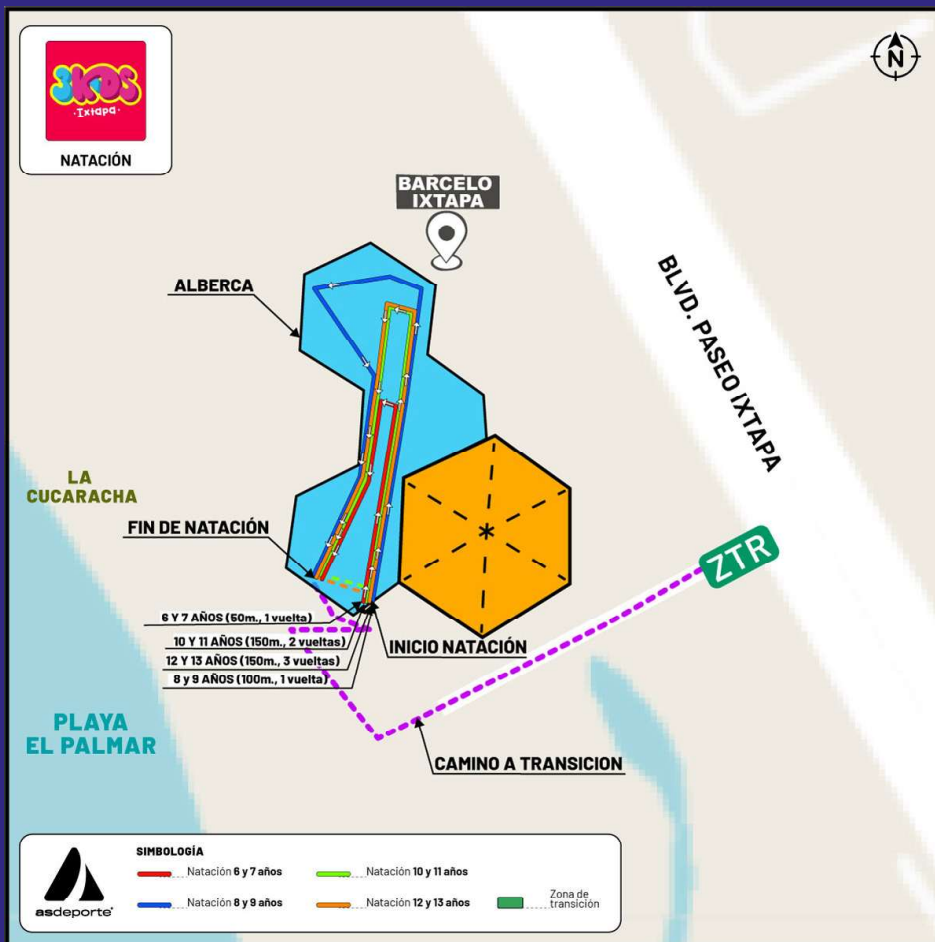 3KDS
·Ixtapa·
NATACIÓN
N
BARCELO
IXTAPA
ALBERCA
BLVD. PASEO IXTAPA
LA
CUCARACHA
FIN DE NATACIÓN
ZTR
6 Y 7 AÑOS (50m., 1 vuelta)
10 Y 11 AÑOS (150m., 2 vueltas)
12 Y 13 AÑOS (150m., 3 vueltas)
8 y 9 AÑOS (100m., 1 vuelta)
INICIO NATACIÓN
PLAYA
EL PALMAR
CAMINO A TRANSICION
SIMBOLOGÍA
Natación 6 y 7 años
Natación 10 y 11 años
Natación 8 y 9 años
Natación 12 y 13 años
Zona de
transición
asdeporte